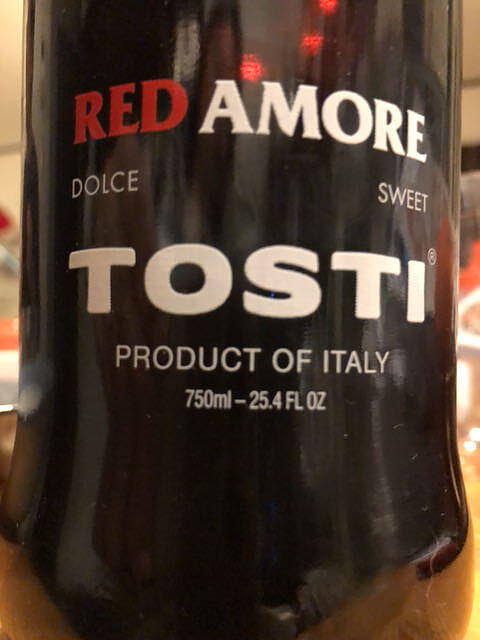 RED AMORE
DOLCE SWEET
TOSTI®
PRODUCT OF ITALY
750ml – 25.4 FL OZ